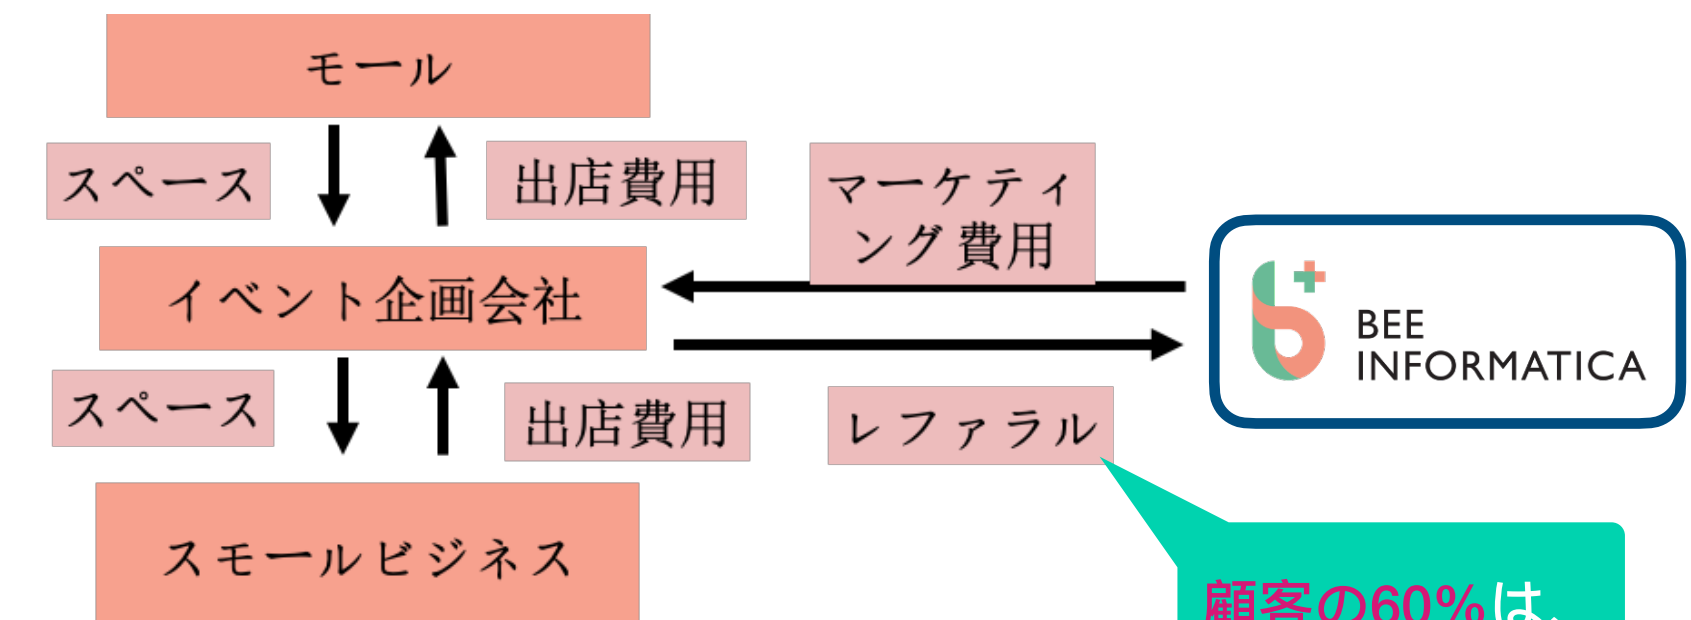 モール
スペース
出店費用
マーケティ
ング費用
イベント企画会社
BEE
INFORMATICA
スペース
出店費用
レファラル
スモールビジネス
顧客の60%は、